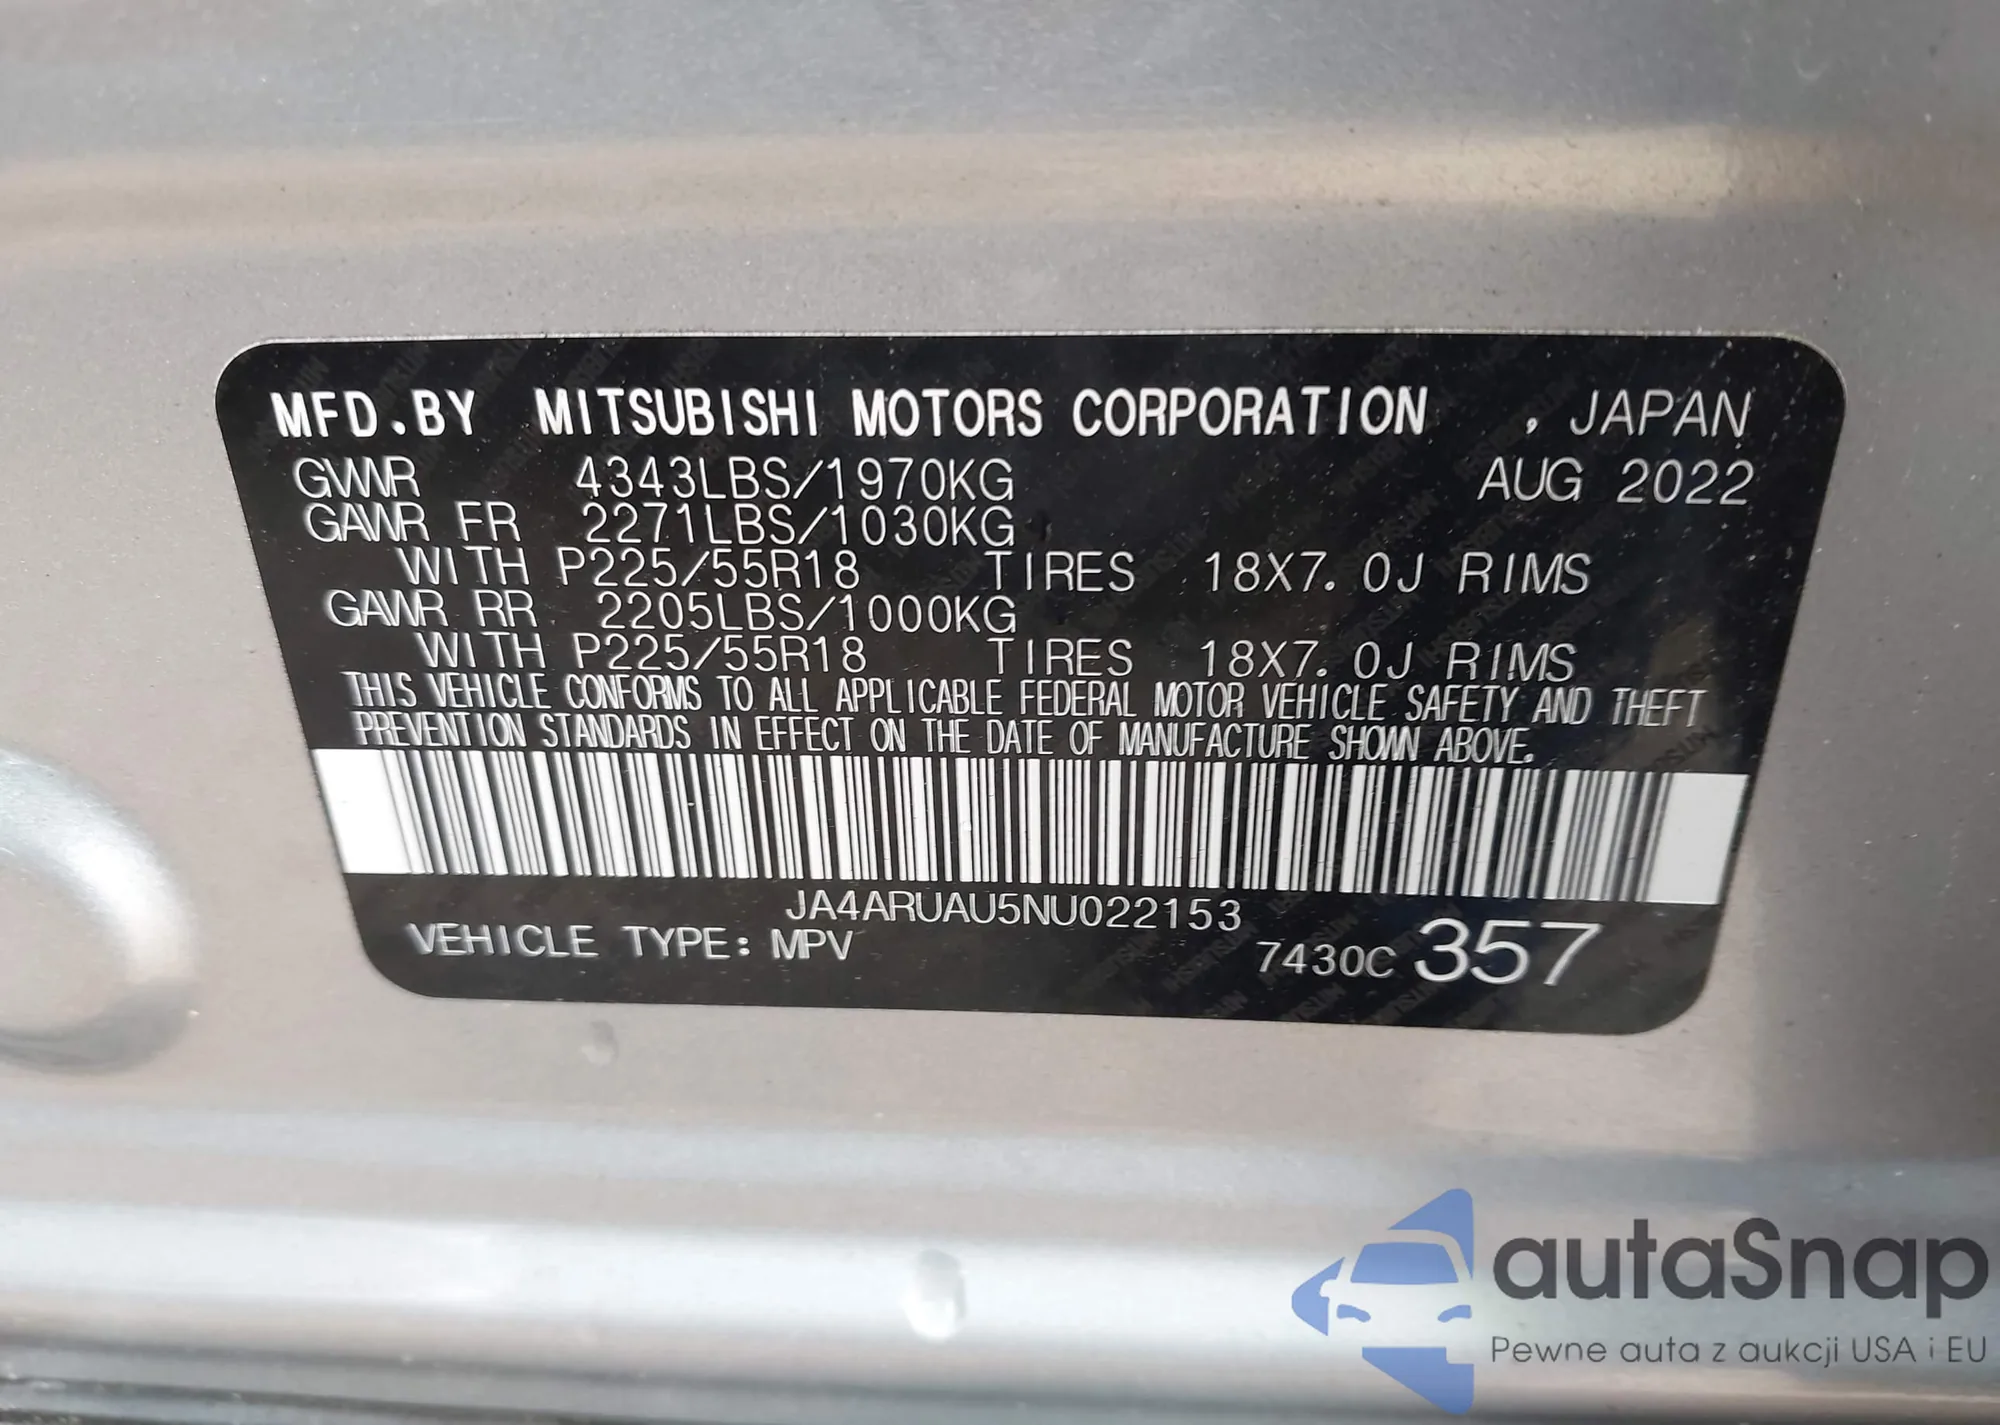 MFD.BY MITSUBISHI MOTORS CORPORATION , JAPAN
GVWR 4343LBS/1970KG AUG 2022
GAWR FR 2271LBS/1030KG
WITH P225/55R18 TIRES 18X7.0J RIMS
GAWR RR 2205LBS/1000KG
WITH P225/55R18 TIRES 18X7.0J RIMS
THIS VEHICLE CONFORMS TO ALL APPLICABLE FEDERAL MOTOR VEHICLE SAFETY AND THEFT
PREVENTION STANDARDS IN EFFECT ON THE DATE OF MANUFACTURE SHOWN ABOVE.
JA4ARUAU5NU022153
VEHICLE TYPE: MPV 7430C 357
autaSnap
Pewne auta z aukcji USA i EU